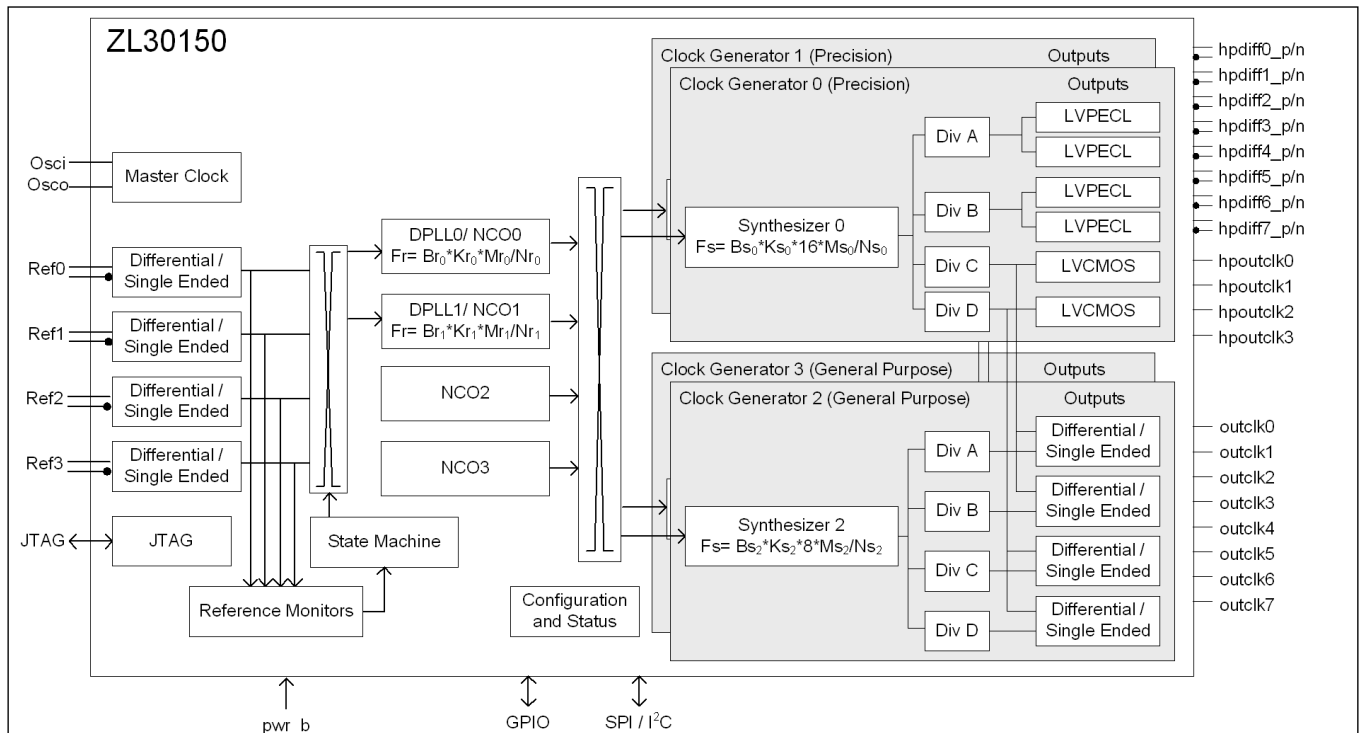 ZL30150
Osci
Osco
Master Clock
Ref0
Differential /
Single Ended
Ref1
Differential /
Single Ended
Ref2
Differential /
Single Ended
Ref3
Differential /
Single Ended
JTAG
JTAG
Reference Monitors
State Machine
DPLL0/ NCO0
Fr= Br₀*Kr₀*Mr₀/Nr₀
DPLL1/ NCO1
Fr= Br₁*Kr₁*Mr₁/Nr₁
NCO2
NCO3
Configuration
and Status
Clock Generator 1 (Precision) Outputs
Clock Generator 0 (Precision) Outputs
Synthesizer 0
Fs= Bs₀*Ks₀*16*Ms₀/Ns₀
Div A
Div B
Div C
Div D
LVPECL
LVPECL
LVPECL
LVPECL
LVCMOS
LVCMOS
Clock Generator 3 (General Purpose) Outputs
Clock Generator 2 (General Purpose) Outputs
Synthesizer 2
Fs= Bs₂*Ks₂*8*Ms₂/Ns₂
Div A
Div B
Div C
Div D
Differential /
Single Ended
Differential /
Single Ended
Differential /
Single Ended
Differential /
Single Ended
hpdiff0_p/n
hpdiff1_p/n
hpdiff2_p/n
hpdiff3_p/n
hpdiff4_p/n
hpdiff5_p/n
hpdiff6_p/n
hpdiff7_p/n
hpoutclk0
hpoutclk1
hpoutclk2
hpoutclk3
outclk0
outclk1
outclk2
outclk3
outclk4
outclk5
outclk6
outclk7
pwr_b
GPIO
SPI / I²C